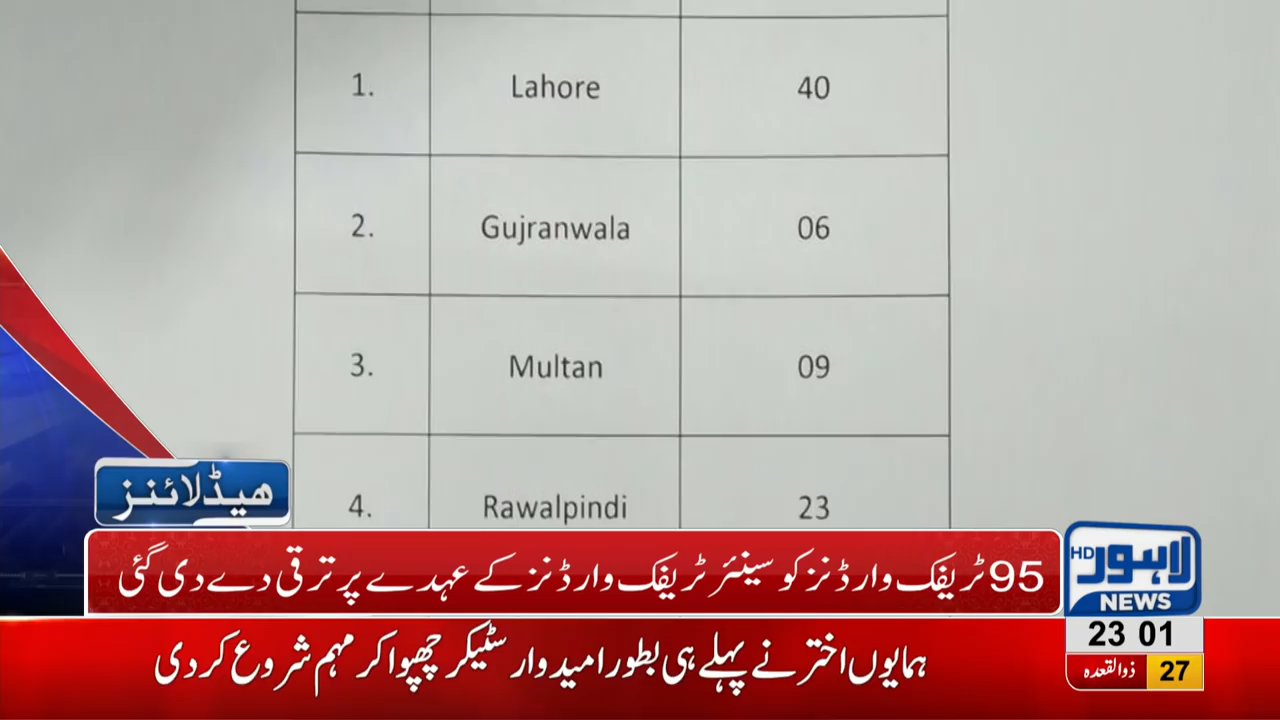 1. Lahore 40
2. Gujranwala 06
3. Multan 09
4. Rawalpindi 23
ھیڈلائنز
95 ٹریفک وارڈنز کو سینئر ٹریفک وارڈنز کے عہدے پر ترقی دے دی گئی
HD لاہور
NEWS
ہمایوں اختر نے پہلے ہی بطور امیدوار سٹیکر چھپوا کر مہم شروع کر دی
23 01
27 ذوالقعدہ